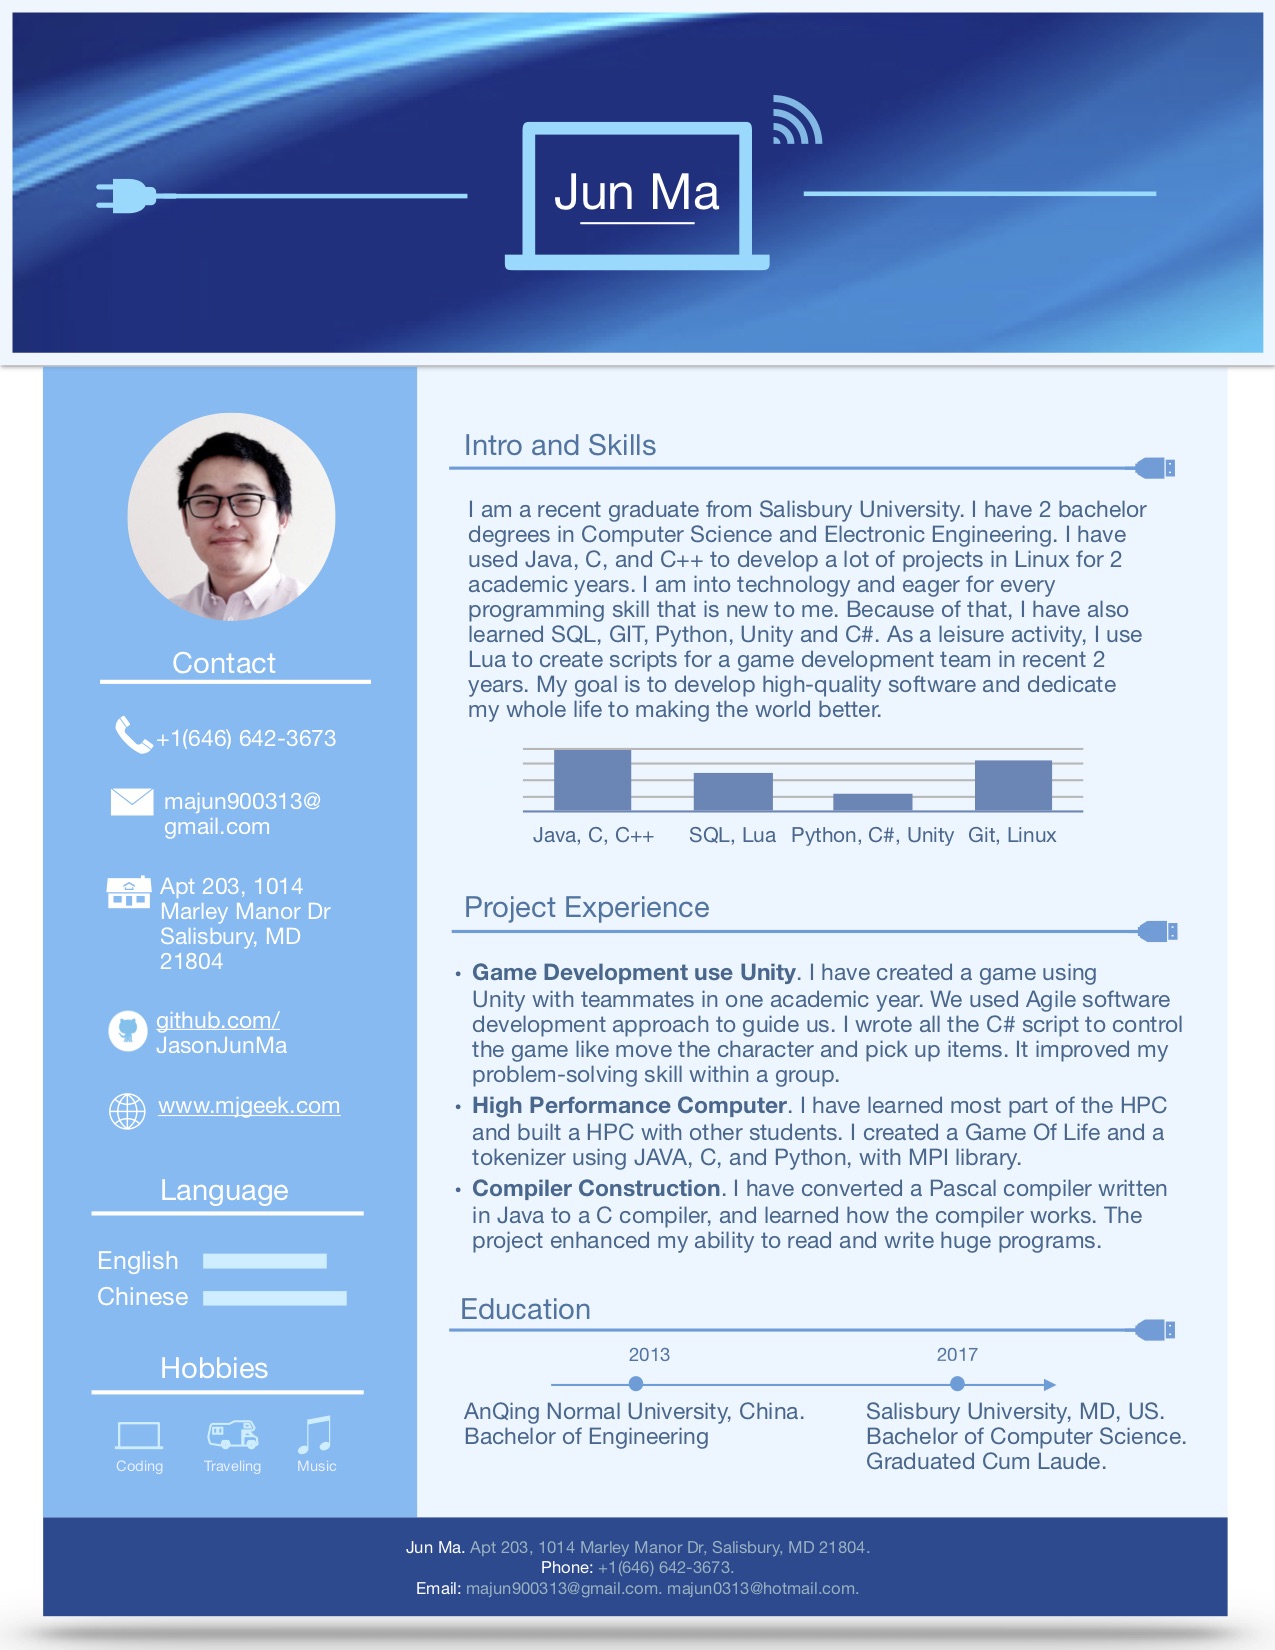 Jun Ma
Contact
+1(646) 642-3673
majun900313@
gmail.com
Apt 203, 1014
Marley Manor Dr
Salisbury, MD
21804
github.com/
JasonJunMa
www.mjgeek.com
Language
English
Chinese
Hobbies
Coding
Traveling
Music
Intro and Skills
I am a recent graduate from Salisbury University. I have 2 bachelor
degrees in Computer Science and Electronic Engineering. I have
used Java, C, and C++ to develop a lot of projects in Linux for 2
academic years. I am into technology and eager for every
programming skill that is new to me. Because of that, I have also
learned SQL, GIT, Python, Unity and C#. As a leisure activity, I use
Lua to create scripts for a game development team in recent 2
years. My goal is to develop high-quality software and dedicate
my whole life to making the world better.
Java, C, C++ SQL, Lua Python, C#, Unity Git, Linux
Project Experience
• Game Development use Unity. I have created a game using
Unity with teammates in one academic year. We used Agile software
development approach to guide us. I wrote all the C# script to control
the game like move the character and pick up items. It improved my
problem-solving skill within a group.
• High Performance Computer. I have learned most part of the HPC
and built a HPC with other students. I created a Game Of Life and a
tokenizer using JAVA, C, and Python, with MPI library.
• Compiler Construction. I have converted a Pascal compiler written
in Java to a C compiler, and learned how the compiler works. The
project enhanced my ability to read and write huge programs.
Education
2013
AnQing Normal University, China.
Bachelor of Engineering
2017
Salisbury University, MD, US.
Bachelor of Computer Science.
Graduated Cum Laude.
Jun Ma. Apt 203, 1014 Marley Manor Dr, Salisbury, MD 21804.
Phone: +1(646) 642-3673.
Email: majun900313@gmail.com. majun0313@hotmail.com.